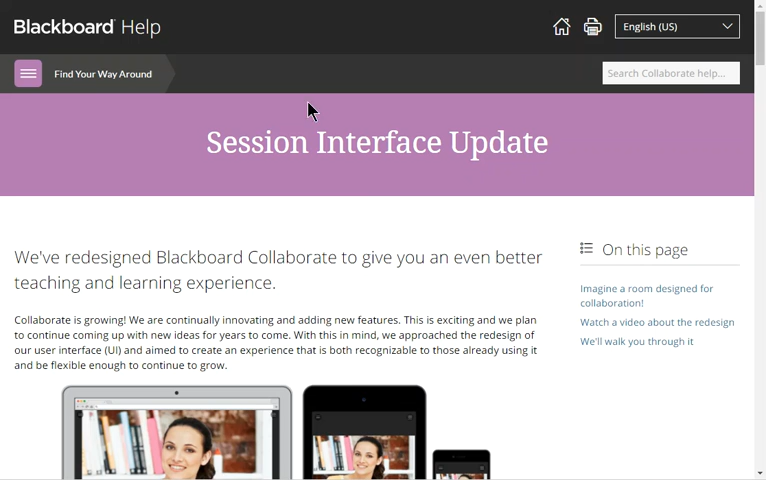 Blackboard Help
English (US)
Find Your Way Around
Search Collaborate help...
Session Interface Update
We've redesigned Blackboard Collaborate to give you an even better
teaching and learning experience.
Collaborate is growing! We are continually innovating and adding new features. This is exciting and we plan
to continue coming up with new ideas for years to come. With this in mind, we approached the redesign of
our user interface (UI) and aimed to create an experience that is both recognizable to those already using it
and be flexible enough to continue to grow.
On this page
Imagine a room designed for
collaboration!
Watch a video about the redesign
We'll walk you through it